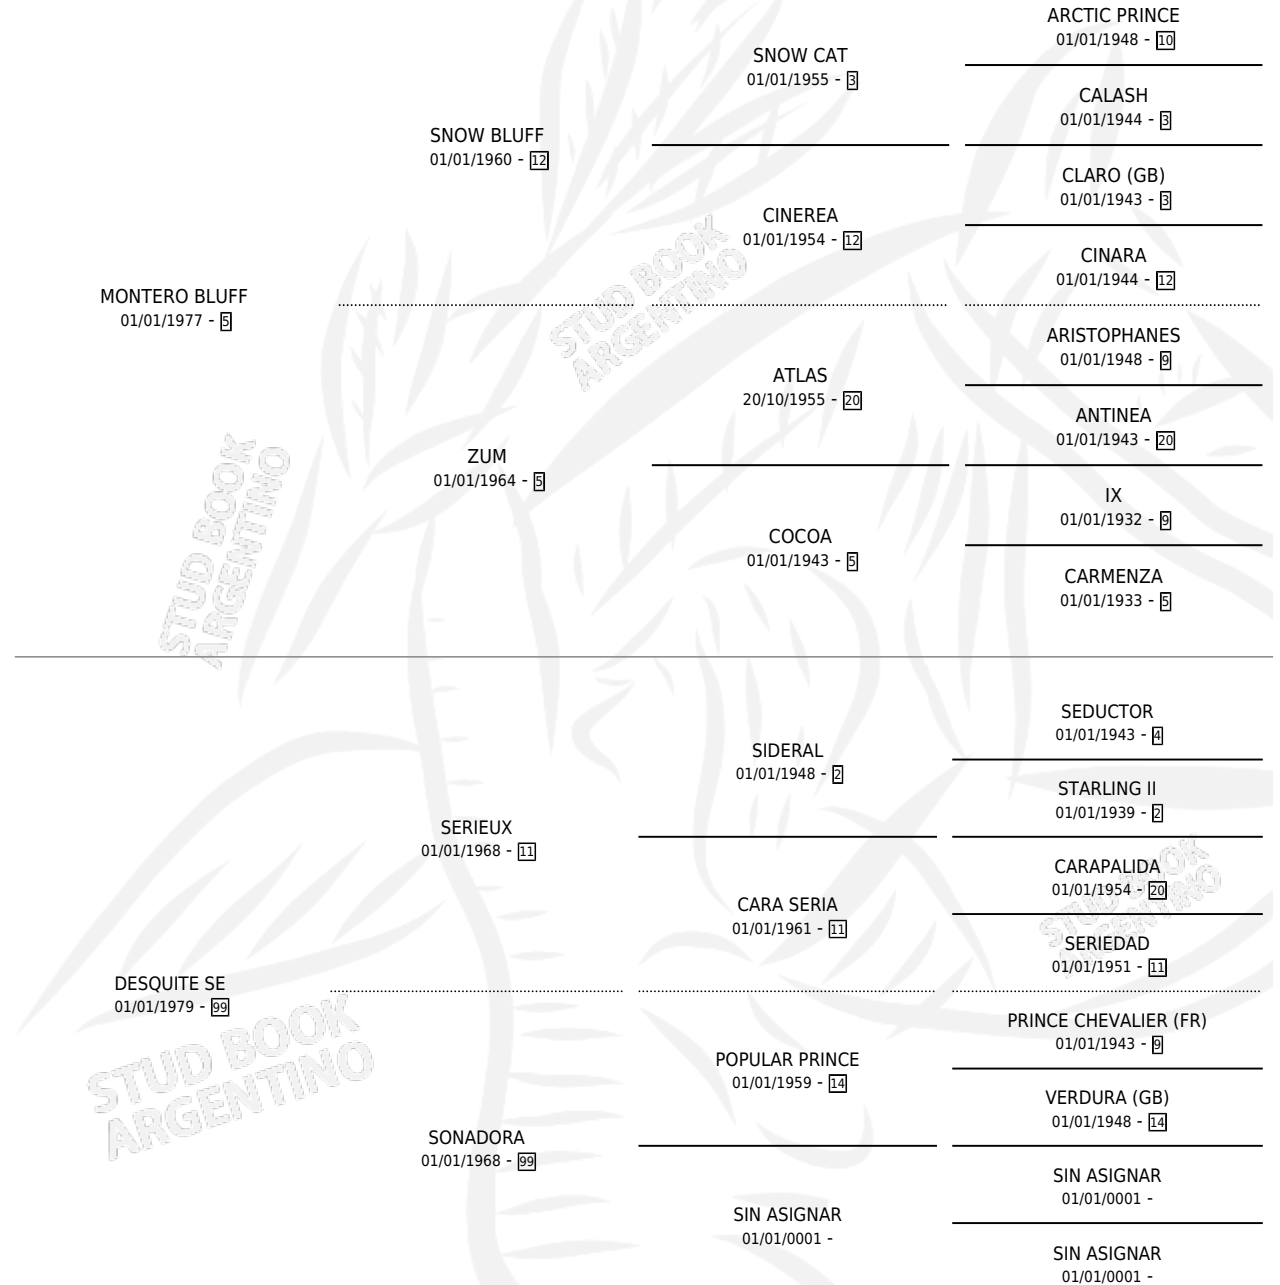 ARCTIC PRINCE
01/01/1948 - 10
SNOW CAT
01/01/1955 - 3
CALASH
01/01/1944 - 3
SNOW BLUFF
01/01/1960 - 12
CLARO (GB)
01/01/1943 - 3
CINEREA
01/01/1954 - 12
CINARA
01/01/1944 - 12
MONTERO BLUFF
01/01/1977 - 5
ARISTOPHANES
01/01/1948 - 9
ATLAS
20/10/1955 - 20
ANTINEA
01/01/1943 - 20
ZUM
01/01/1964 - 5
IX
01/01/1932 - 9
COCOA
01/01/1943 - 5
CARMENZA
01/01/1933 - 5
SEDUCTOR
01/01/1943 - 4
SIDERAL
01/01/1948 - 2
STARLING II
01/01/1939 - 2
SERIEUX
01/01/1968 - 11
CARAPALIDA
01/01/1954 - 20
CARA SERIA
01/01/1961 - 11
SERIEDAD
01/01/1951 - 11
DESQUITE SE
01/01/1979 - 99
PRINCE CHEVALIER (FR)
01/01/1943 - 9
POPULAR PRINCE
01/01/1959 - 14
VERDURA (GB)
01/01/1948 - 14
SONADORA
01/01/1968 - 99
SIN ASIGNAR
01/01/0001 -
SIN ASIGNAR
01/01/0001 -
SIN ASIGNAR
01/01/0001 -
STUD BOOK
ARGENTINO
STUD BOOK
ARGENTINO
STUD BOOK
ARGENTINO
STUD BOOK
ARGENTINO